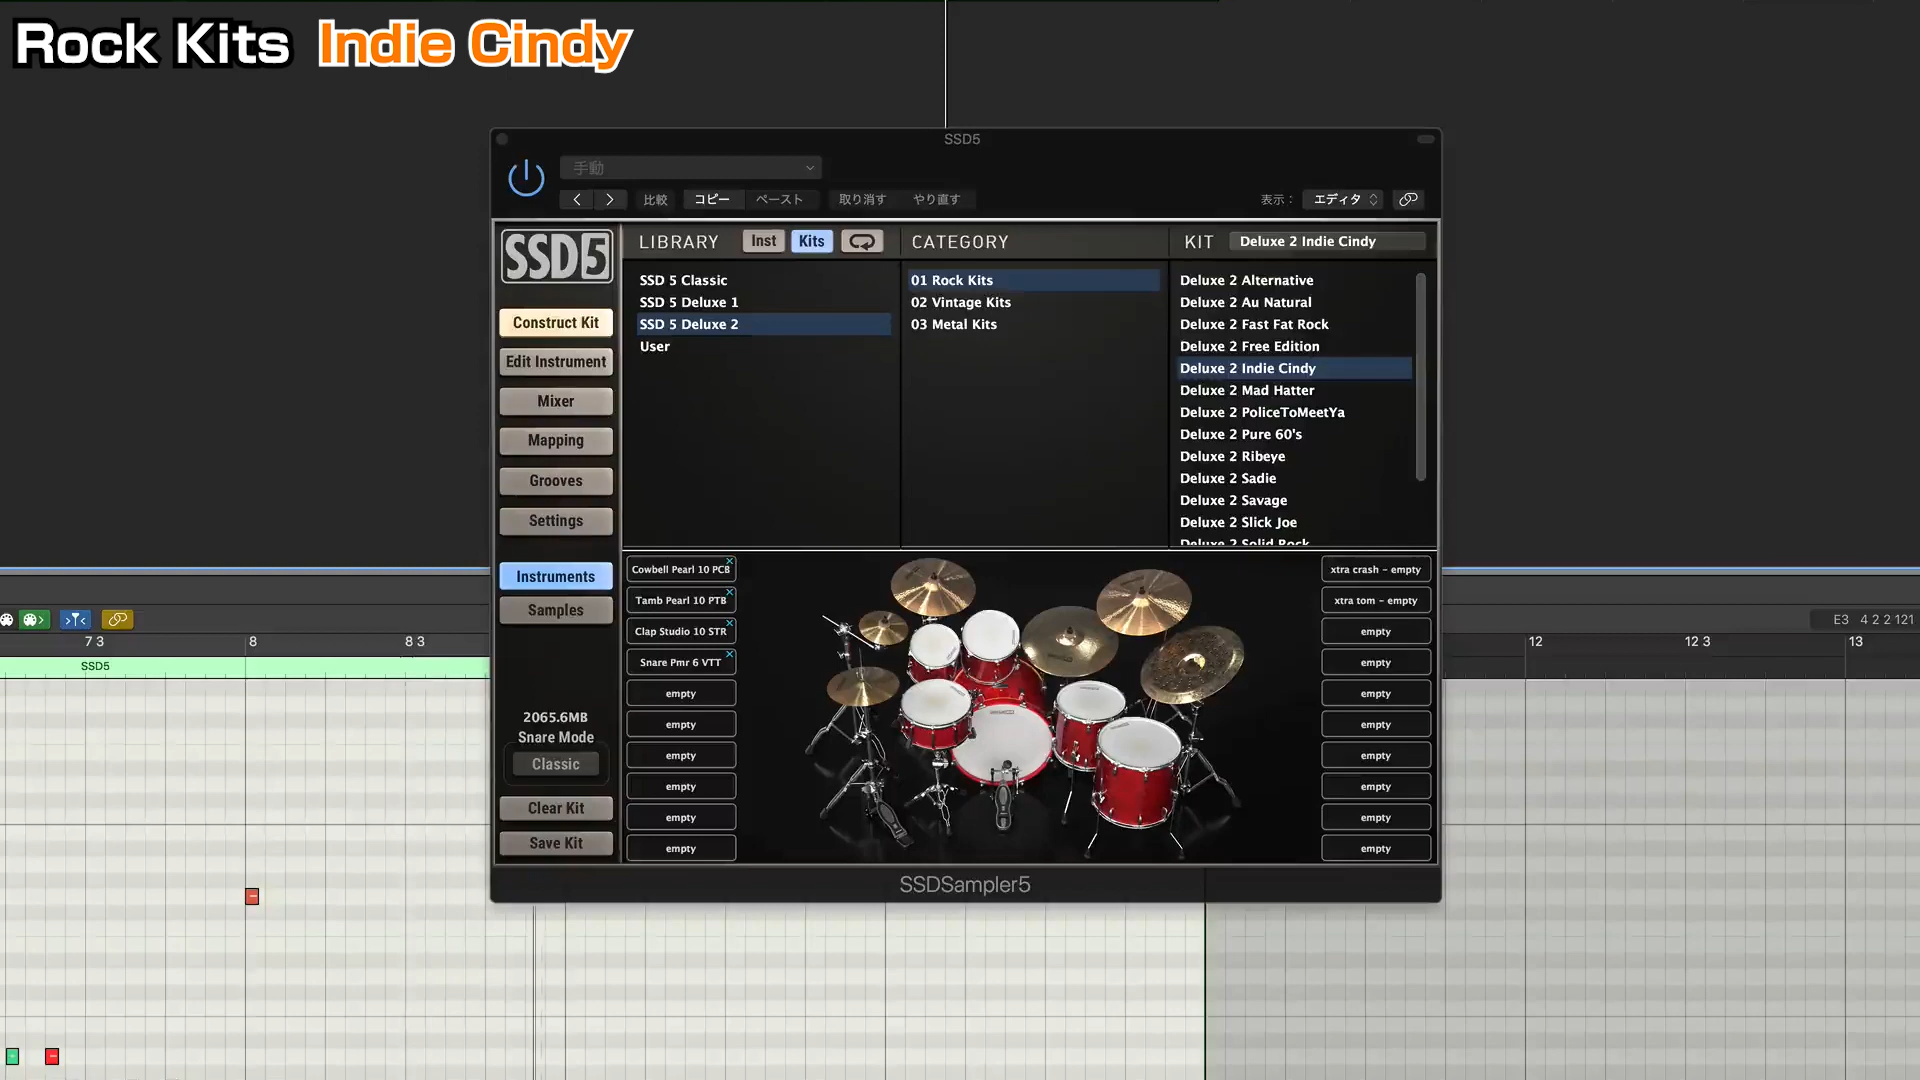 Rock Kits Indie Cindy
SSD5
手動
比較 コピー ペースト 取り消す やり直す
表示： エディタ
SSD5
LIBRARY Inst Kits CATEGORY KIT Deluxe 2 Indie Cindy
SSD 5 Classic
SSD 5 Deluxe 1
SSD 5 Deluxe 2
User
01 Rock Kits
02 Vintage Kits
03 Metal Kits
Deluxe 2 Alternative
Deluxe 2 Au Natural
Deluxe 2 Fast Fat Rock
Deluxe 2 Free Edition
Deluxe 2 Indie Cindy
Deluxe 2 Mad Hatter
Deluxe 2 PoliceToMeetYa
Deluxe 2 Pure 60's
Deluxe 2 Ribeye
Deluxe 2 Sadie
Deluxe 2 Savage
Deluxe 2 Slick Joe
Deluxe 2 Solid Rock
Construct Kit
Edit Instrument
Mixer
Mapping
Grooves
Settings
Instruments
Samples
2065.6MB
Snare Mode
Classic
Clear Kit
Save Kit
Cowbell Pearl 10 PCB
Tamb Pearl 10 PTB
Clap Studio 10 STR
Snare Pmr 6 VTT
empty
empty
empty
empty
empty
empty
xtra crash - empty
xtra tom - empty
empty
empty
empty
empty
empty
empty
empty
empty
SSDSampler5
E3 4 2 2 121
7 3 8 8 3 12 12 3 13
SSD5